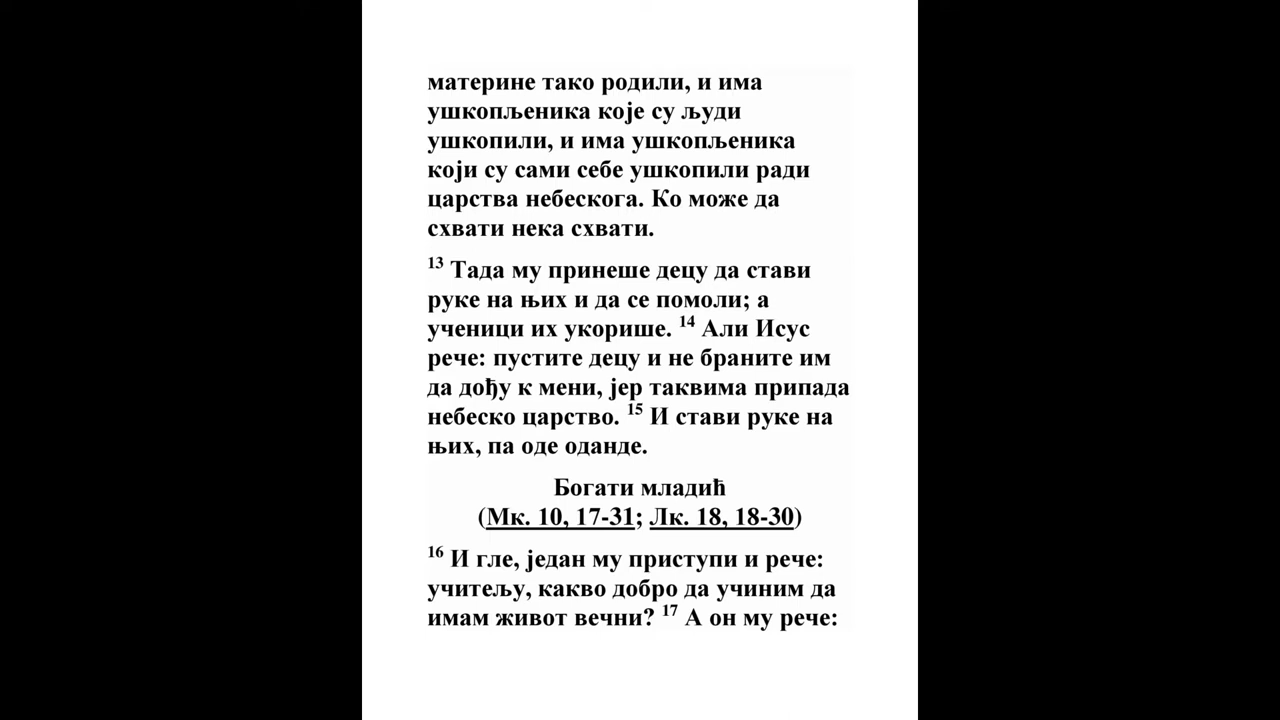 материне тако родили, и има
ушкопљеника које су људи
ушкопили, и има ушкопљеника
који су сами себе ушкопили ради
царства небескога. Ко може да
схвати нека схвати.
13 Тада му принеше децу да стави
руке на њих и да се помоли; а
ученици их укорише. 14 Али Исус
рече: пустите децу и не браните им
да дођу к мени, јер таквима припада
небеско царство. 15 И стави руке на
њих, па оде оданде.
Богати младић
(Мк. 10, 17-31; Лк. 18, 18-30)
16 И гле, један му приступи и рече:
учитељу, какво добро да учиним да
имам живот вечни? 17 А он му рече: